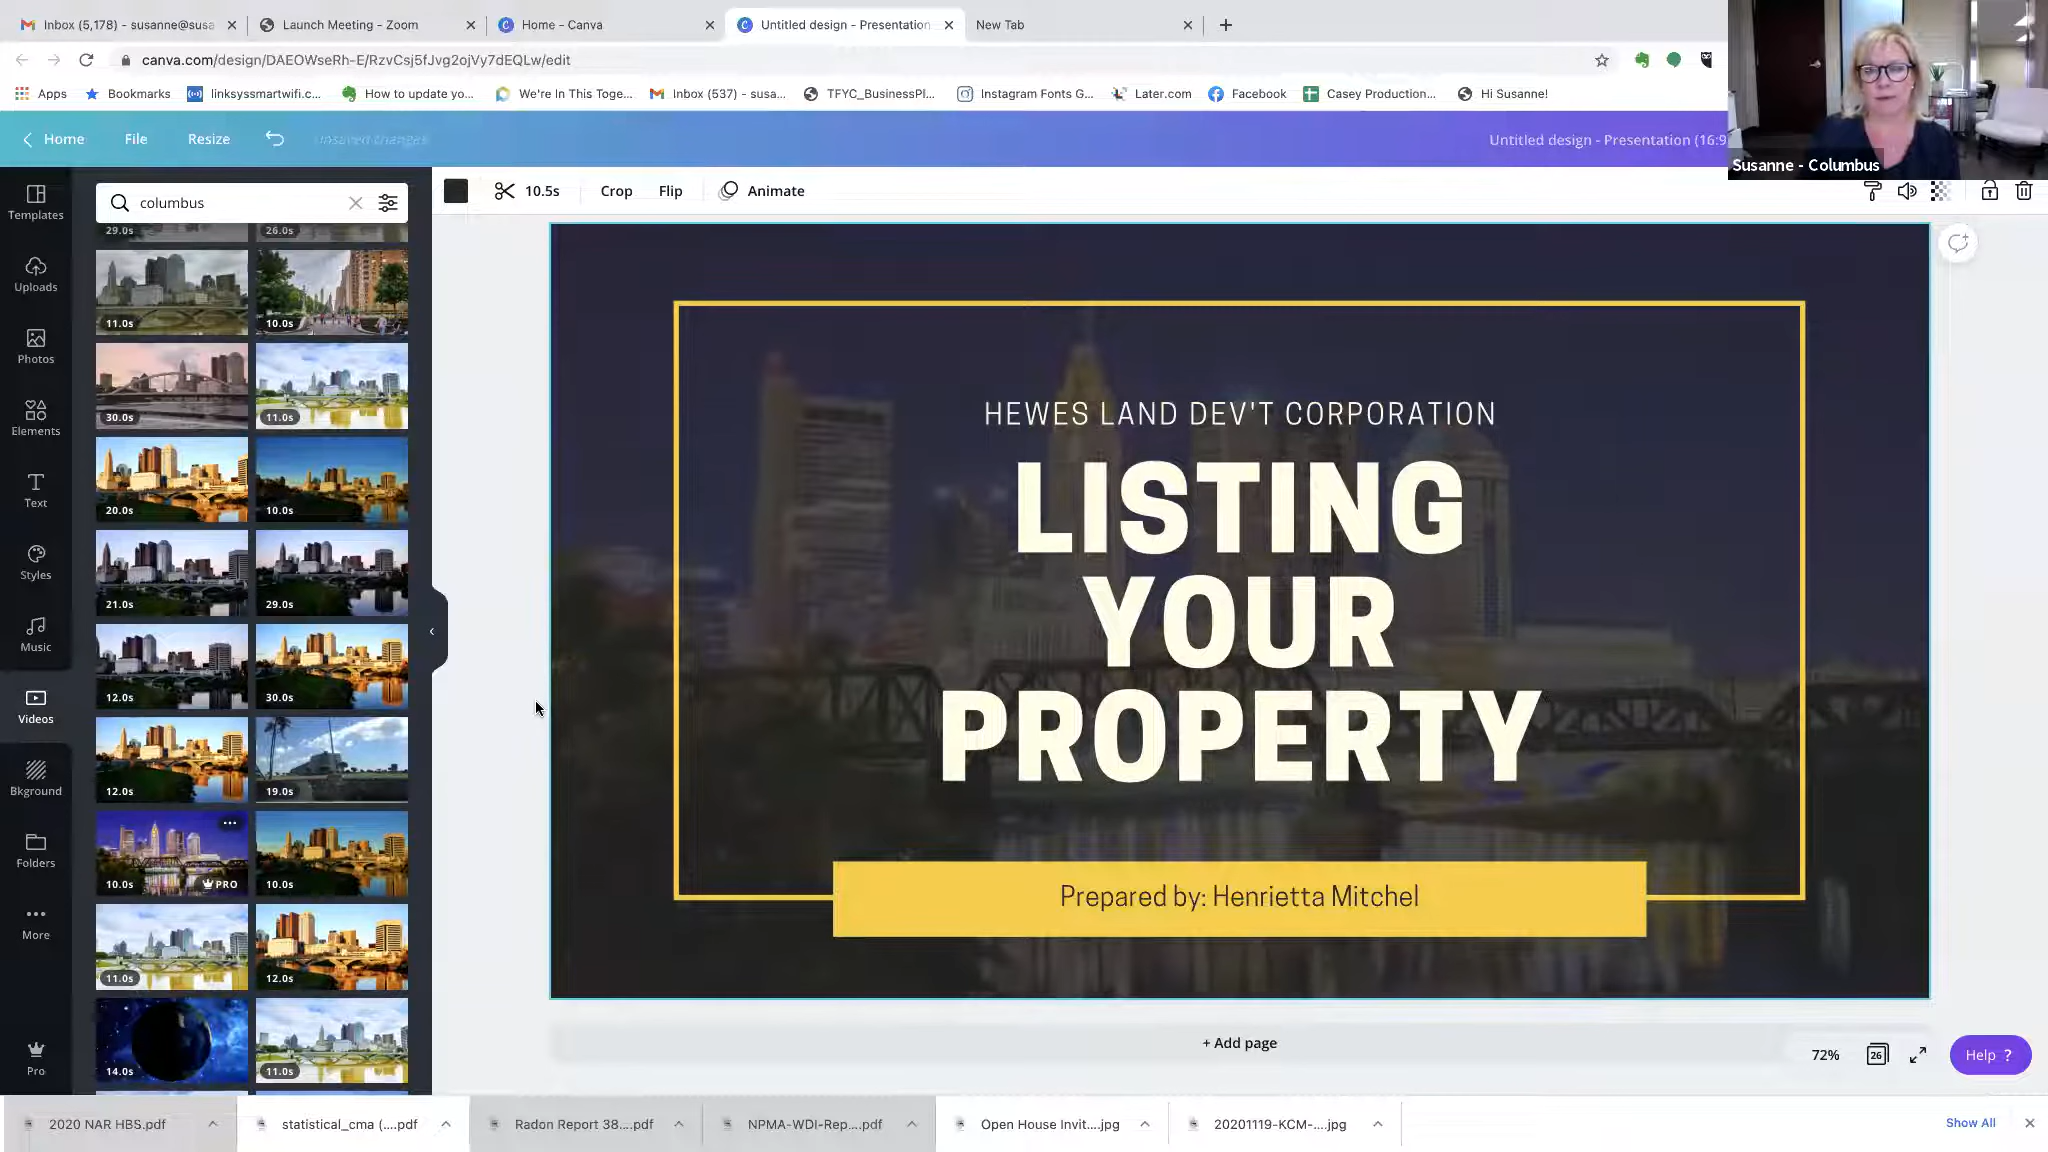 Inbox (5,178) - susanne@susa
Launch Meeting - Zoom
Home - Canva
Untitled design - Presentation
New Tab
canva.com/design/DAEOWseRh-E/RzvCsj5fJvg2ojVy7dEQLw/edit
Apps
Bookmarks
linksyssmartwifi.c...
How to update yo...
We're In This Toge...
Inbox (537) - susa...
TFYC_BusinessPl...
Instagram Fonts G...
Later.com
Facebook
Casey Production...
Hi Susanne!
Home
File
Resize
Unsaved changes
Untitled design - Presentation (16:9
Susanne - Columbus
columbus
10.5s
Crop
Flip
Animate
Templates
Uploads
Photos
Elements
Text
Styles
Music
Videos
Bkground
Folders
More
Pro
29.0s
26.0s
11.0s
10.0s
30.0s
11.0s
20.0s
10.0s
21.0s
29.0s
12.0s
30.0s
12.0s
19.0s
10.0s
PRO
10.0s
11.0s
12.0s
14.0s
11.0s
HEWES LAND DEV'T CORPORATION
LISTING
YOUR
PROPERTY
Prepared by: Henrietta Mitchel
+ Add page
72%
26
Help ?
2020 NAR HBS.pdf
statistical_cma (....pdf
Radon Report 38....pdf
NPMA-WDI-Rep....pdf
Open House Invit....jpg
20201119-KCM-....jpg
Show All